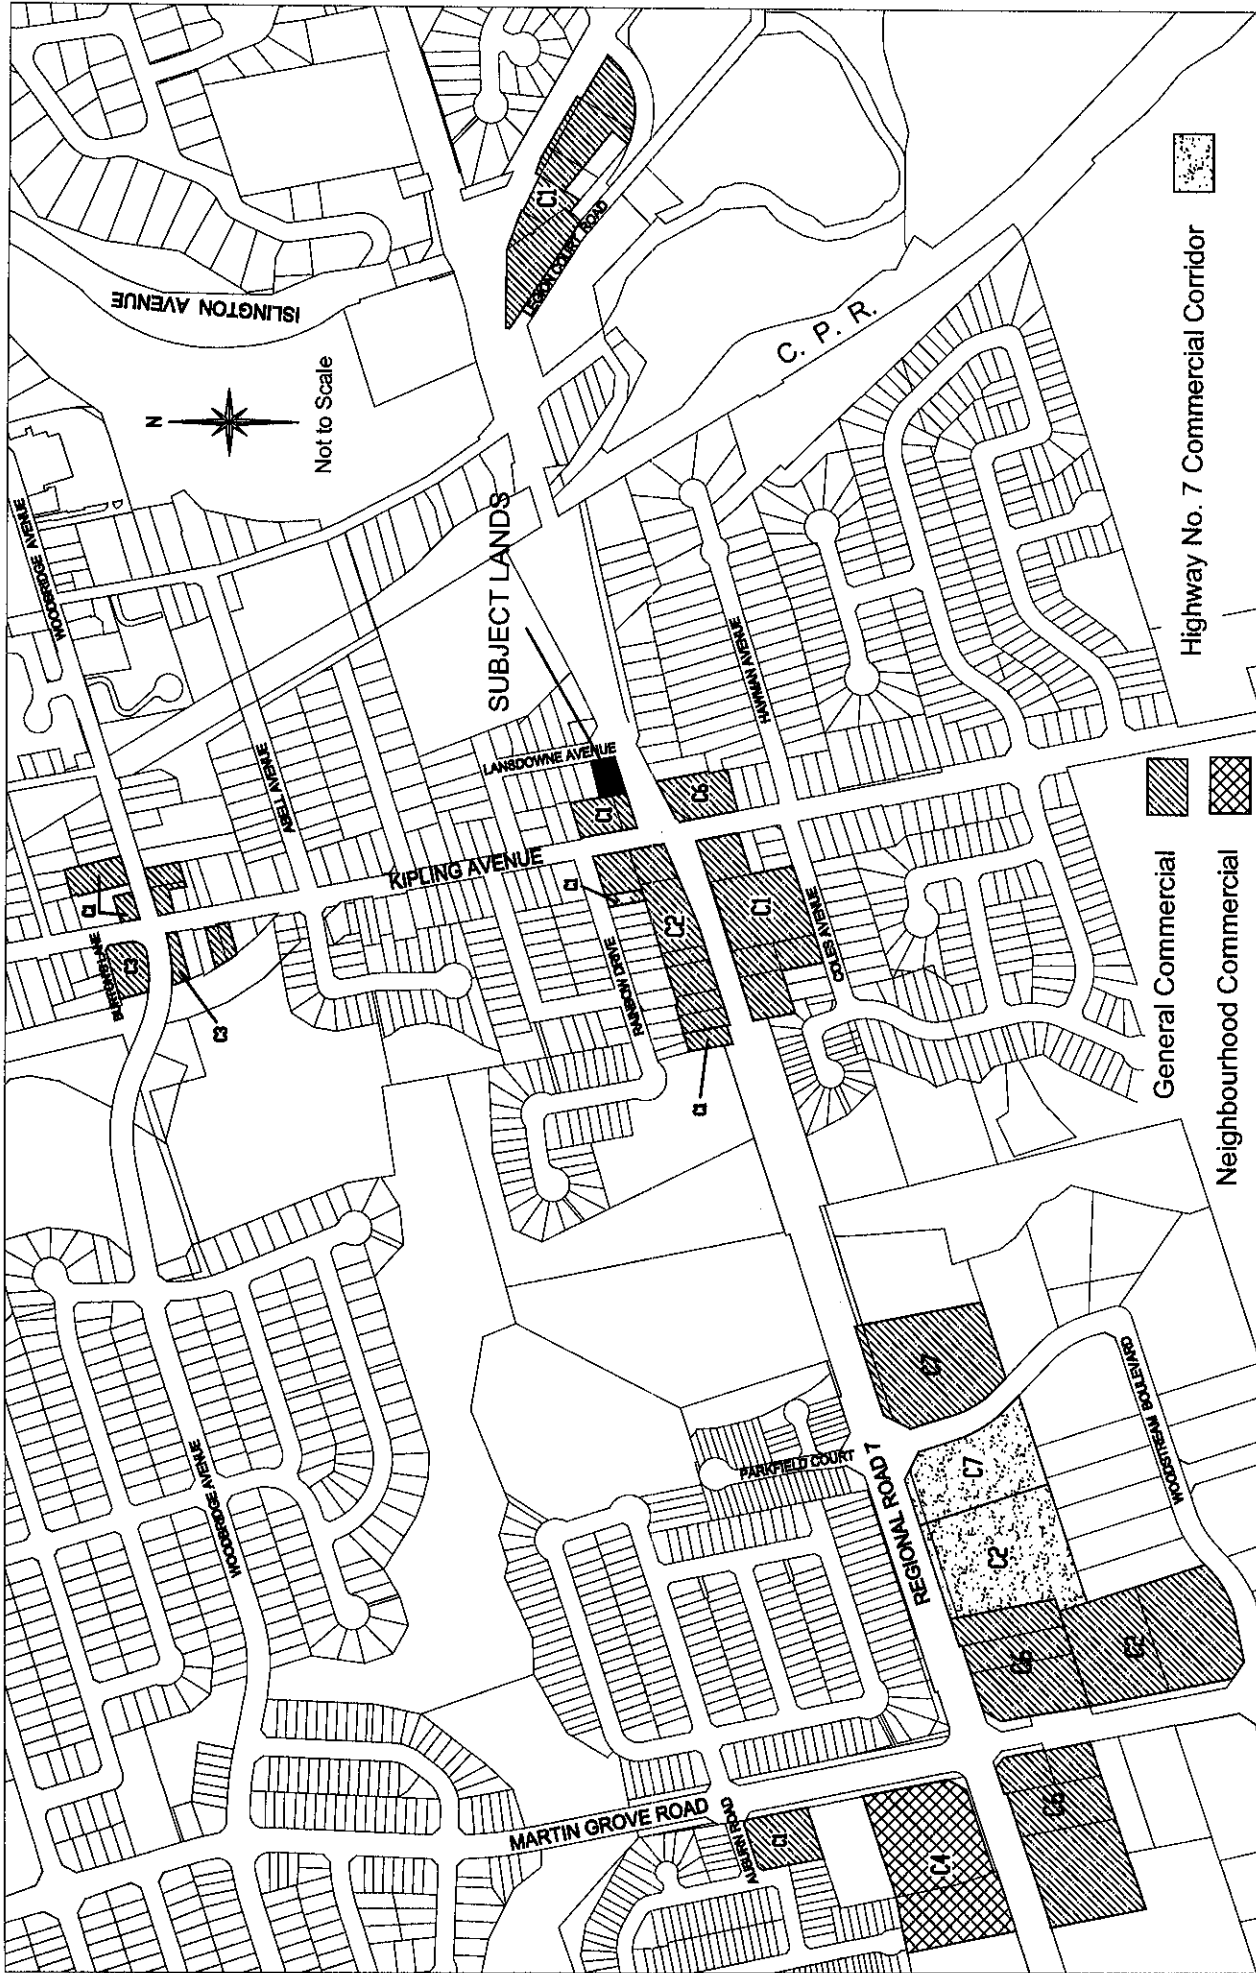 WOODBRIDGE AVENUE
ISLINGTON AVENUE
N
Not to Scale
C1
LEGION COURT ROAD
C. P. R.
SUBJECT LANDS
ABELL AVENUE
LANSDOWNE AVENUE
KIPLING AVENUE
C1
C3
C3
C1
C1
C6
HAYMAN AVENUE
RAINBOW DRIVE
C2
C1
C1
COLES AVENUE
WOODBRIDGE AVENUE
PARKFIELD COURT
REGIONAL ROAD 7
C7
C7
C2
C6
C2
WOODSTREAM BOULEVARD
MARTIN GROVE ROAD
AUBURN ROAD
C1
C4
C6
General Commercial
Neighbourhood Commercial
Highway No. 7 Commercial Corridor